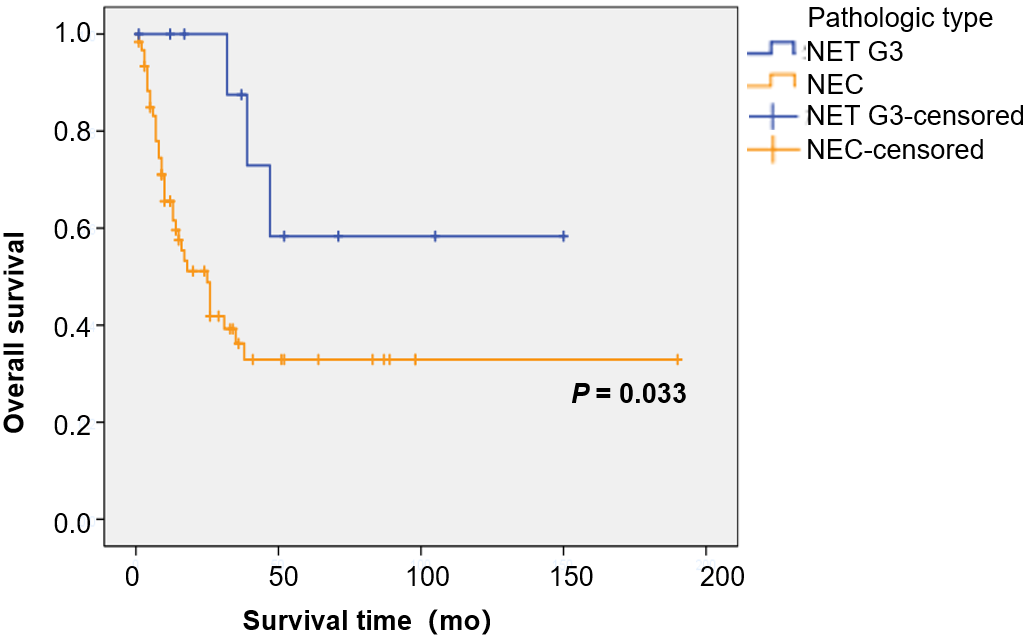 Pathologic type
NET G3
NEC
NET G3-censored
NEC-censored
1.0
0.8
0.6
0.4
0.2
0.0
Overall survival
P = 0.033
0 50 100 150 200
Survival time (mo)